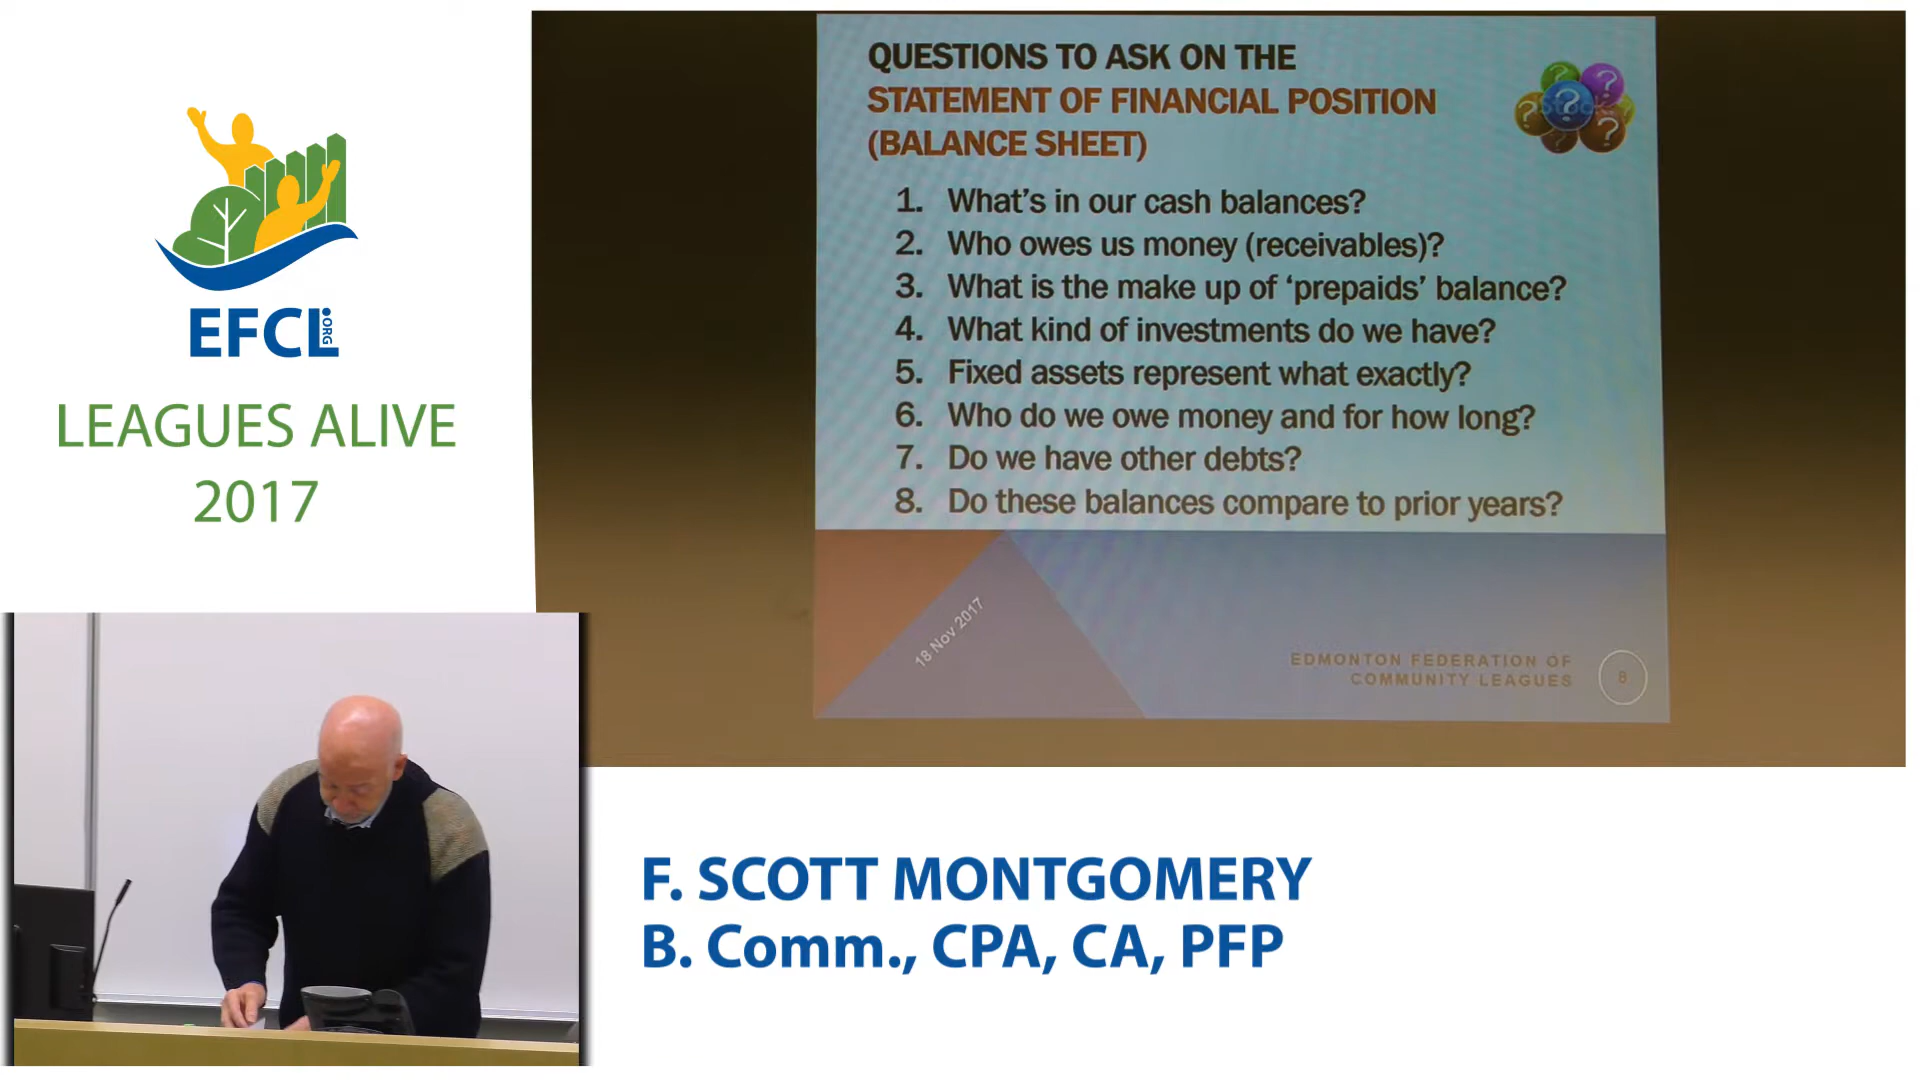 EFCL.ORG
LEAGUES ALIVE
2017
QUESTIONS TO ASK ON THE
STATEMENT OF FINANCIAL POSITION
(BALANCE SHEET)
1. What's in our cash balances?
2. Who owes us money (receivables)?
3. What is the make up of ‘prepaids’ balance?
4. What kind of investments do we have?
5. Fixed assets represent what exactly?
6. Who do we owe money and for how long?
7. Do we have other debts?
8. Do these balances compare to prior years?
18 Nov 2017
EDMONTON FEDERATION OF
COMMUNITY LEAGUES
8
F. SCOTT MONTGOMERY
B. Comm., CPA, CA, PFP